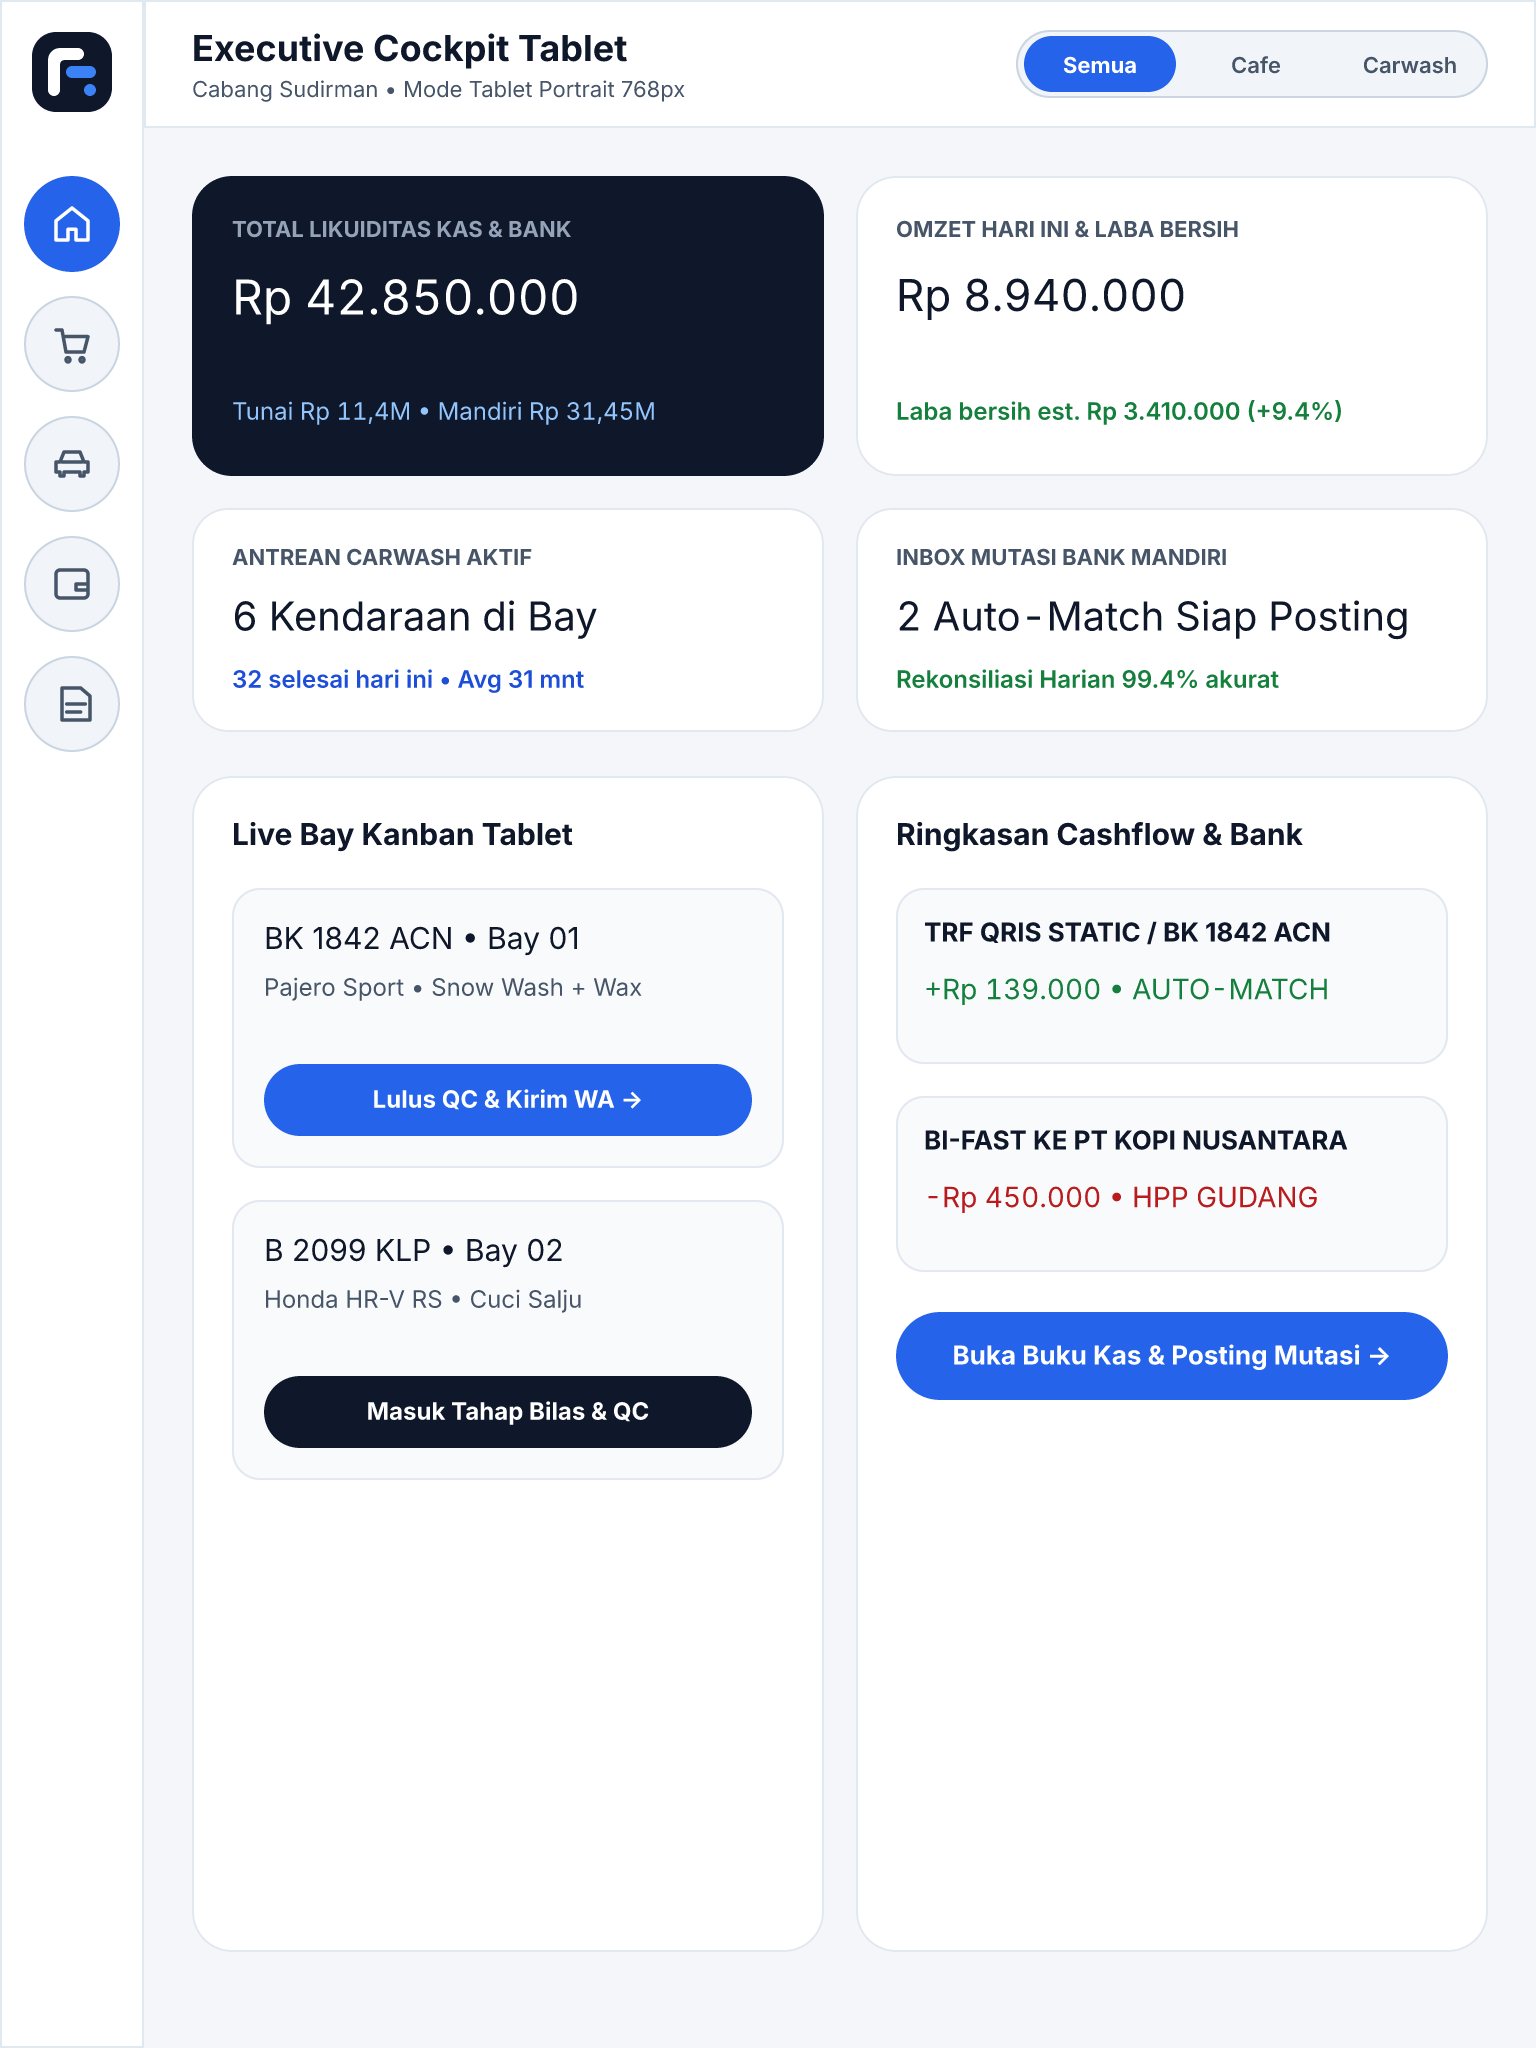 Executive Cockpit Tablet
Cabang Sudirman • Mode Tablet Portrait 768px
Semua
Cafe
Carwash
TOTAL LIKUIDITAS KAS & BANK
Rp 42.850.000
Tunai Rp 11,4M • Mandiri Rp 31,45M
OMZET HARI INI & LABA BERSIH
Rp 8.940.000
Laba bersih est. Rp 3.410.000 (+9.4%)
ANTREAN CARWASH AKTIF
6 Kendaraan di Bay
32 selesai hari ini • Avg 31 mnt
INBOX MUTASI BANK MANDIRI
2 Auto-Match Siap Posting
Rekonsiliasi Harian 99.4% akurat
Live Bay Kanban Tablet
BK 1842 ACN • Bay 01
Pajero Sport • Snow Wash + Wax
Lulus QC & Kirim WA →
B 2099 KLP • Bay 02
Honda HR-V RS • Cuci Salju
Masuk Tahap Bilas & QC
Ringkasan Cashflow & Bank
TRF QRIS STATIC / BK 1842 ACN
+Rp 139.000 • AUTO-MATCH
BI-FAST KE PT KOPI NUSANTARA
-Rp 450.000 • HPP GUDANG
Buka Buku Kas & Posting Mutasi →